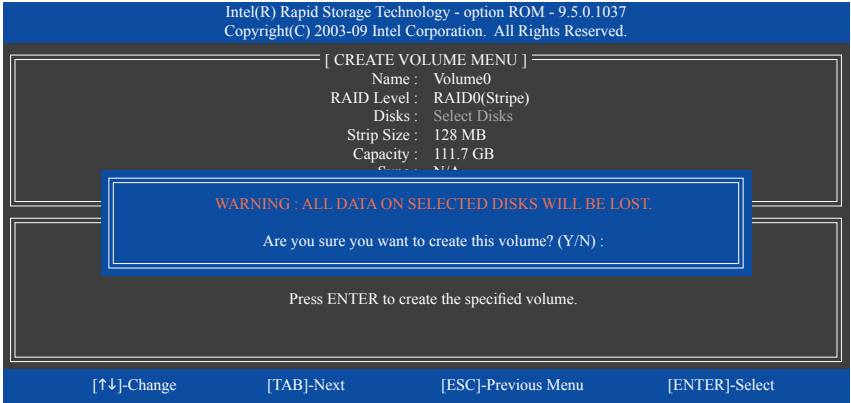 Intel(R) Rapid Storage Technology - option ROM - 9.5.0.1037
Copyright(C) 2003-09 Intel Corporation. All Rights Reserved.
[ CREATE VOLUME MENU ]
Name : Volume0
RAID Level : RAID0(Stripe)
Disks : Select Disks
Strip Size : 128 MB
Capacity : 111.7 GB
Sync : N/A
WARNING : ALL DATA ON SELECTED DISKS WILL BE LOST.
Are you sure you want to create this volume? (Y/N) :
Press ENTER to create the specified volume.
[↑↓]-Change [TAB]-Next [ESC]-Previous Menu [ENTER]-Select